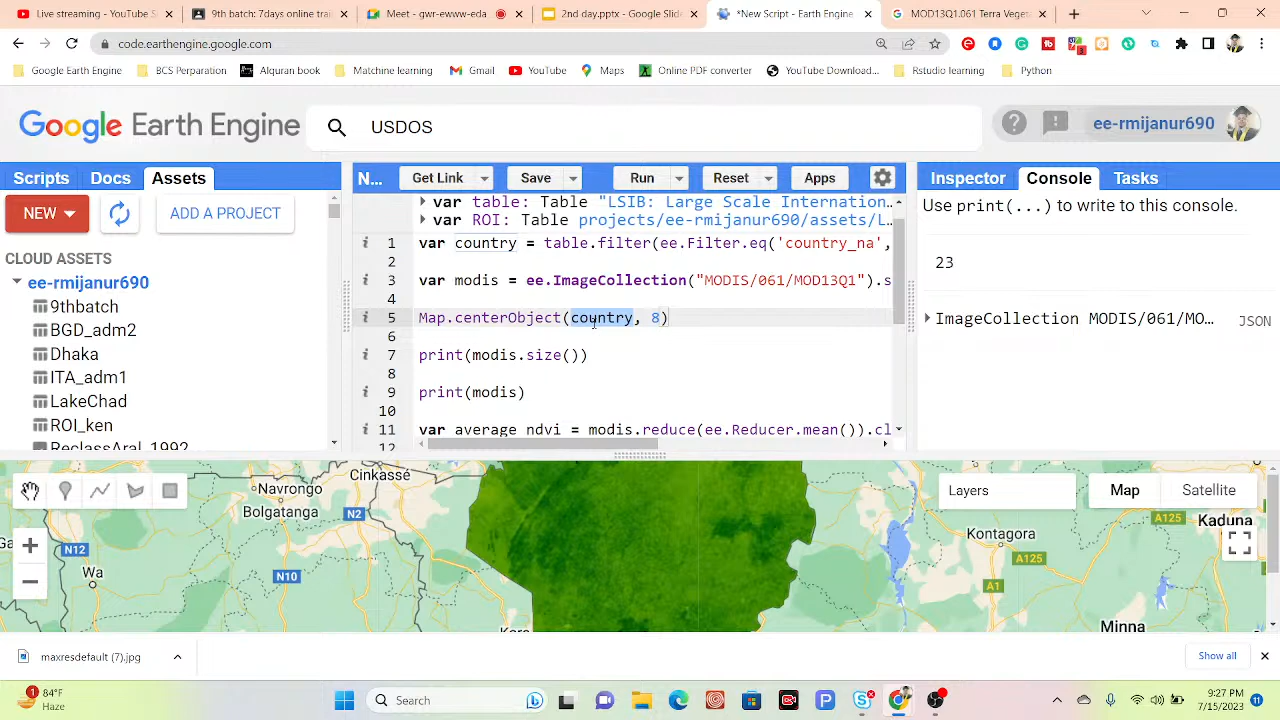 (1) YouTube · S
9th batch: 7days online trai
Meet - gwr-ewwe
2nd day.pptx - Google Slide
*New Script - Earth Engine
MOD13Q1.061 Terra Vegeta
code.earthengine.google.com
Google Earth Engine
BCS Perparation
Alquran book
Matchine learning
Gmail
YouTube
Maps
Online PDF converter
YouTube Download...
Rstudio learning
Python
Google Earth Engine
USDOS
ee-rmijanur690
Scripts
Docs
Assets
NEW
ADD A PROJECT
CLOUD ASSETS
ee-rmijanur690
9thbatch
BGD_adm2
Dhaka
ITA_adm1
LakeChad
ROI_ken
ReclassAral_1992
N...
Get Link
Save
Run
Reset
Apps
var table: Table "LSIB: Large Scale Internation…
var ROI: Table projects/ee-rmijanur690/assets/L…
1 var country = table.filter(ee.Filter.eq('country_na',
2
3 var modis = ee.ImageCollection("MODIS/061/MOD13Q1").s
4
5 Map.centerObject(country, 8)
6
7 print(modis.size())
8
9 print(modis)
10
11 var average_ndvi = modis.reduce(ee.Reducer.mean()).cl
12
Inspector
Console
Tasks
Use print(...) to write to this console.
23
ImageCollection MODIS/061/MO…
JSON
Cinkassé
Navrongo
Bolgatanga
N2
N12
Wa
N10
Layers
Map
Satellite
A125
Kaduna
Kontagora
A125
A1
Minna
maxresdefault (7).jpg
Show all
1
84°F
Haze
Search
9:27 PM
7/15/2023
11